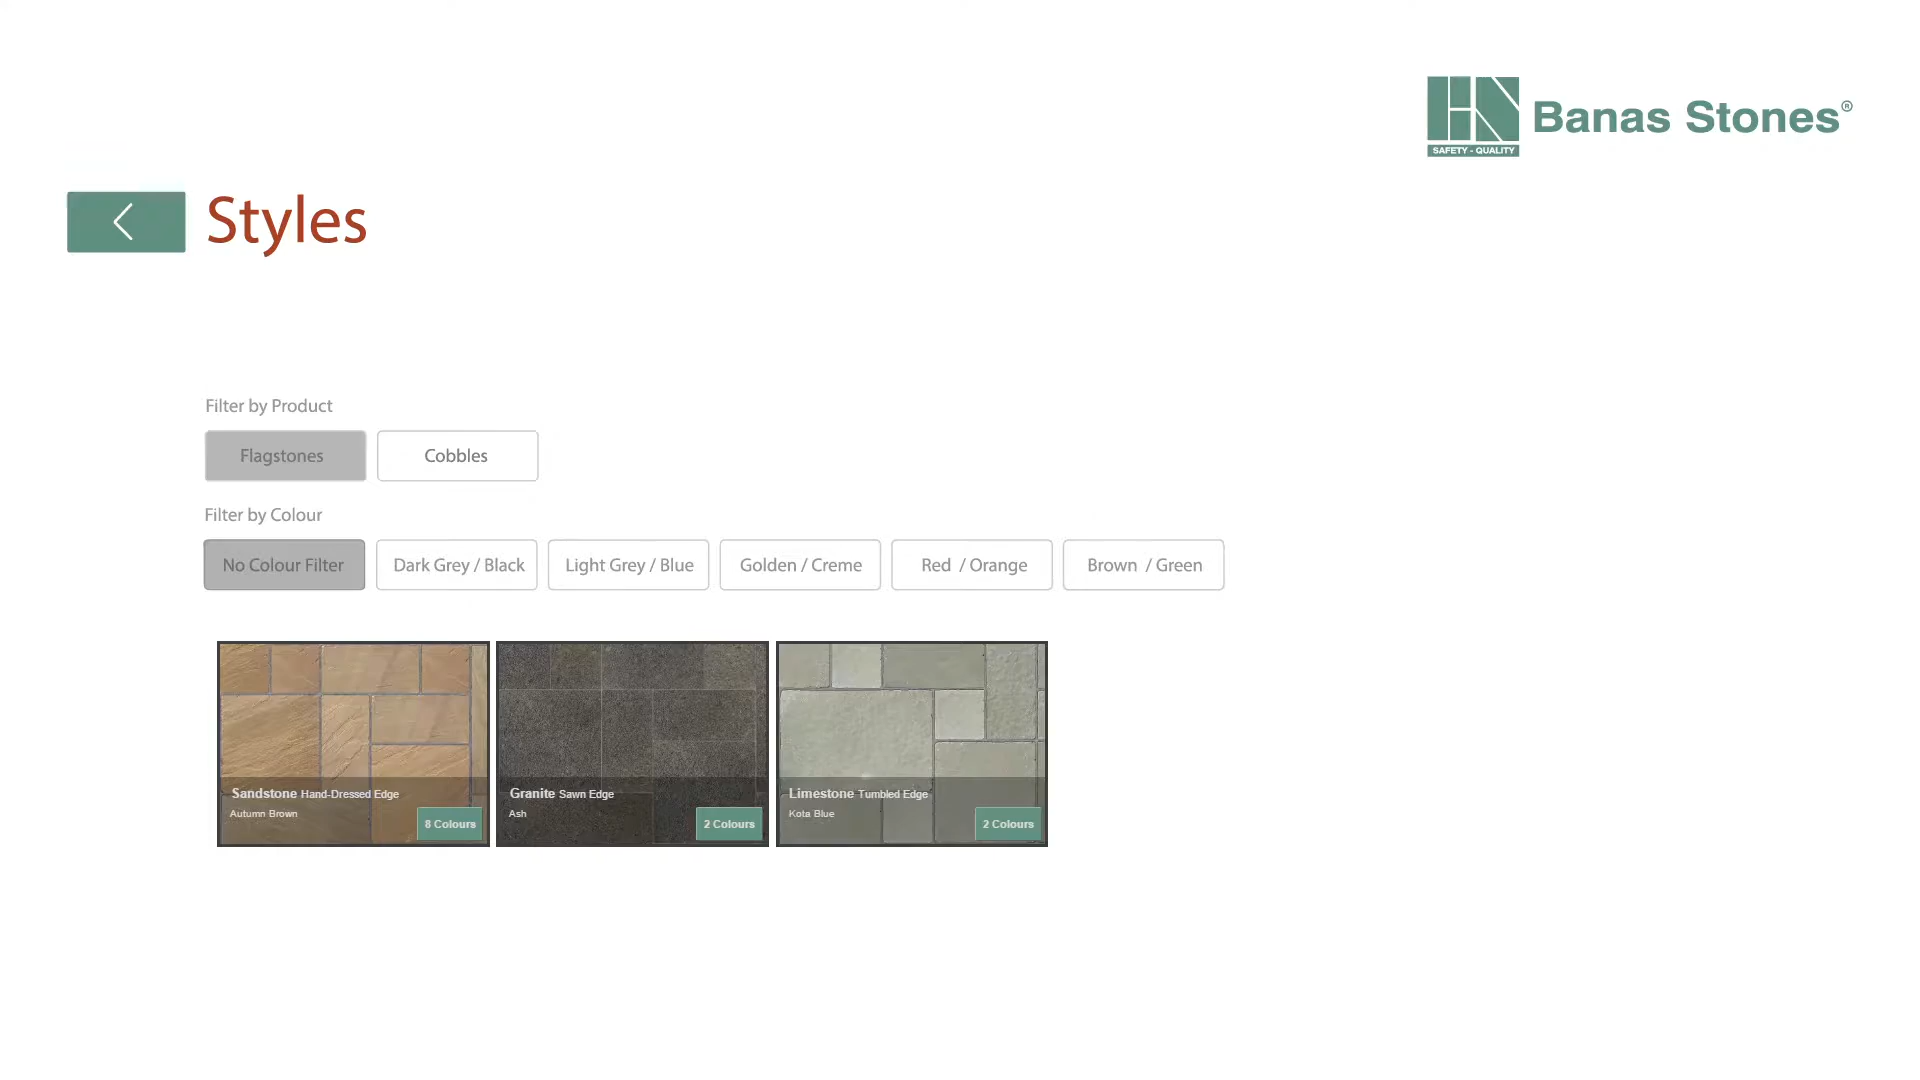 Banas Stones®
SAFETY - QUALITY
Styles
Filter by Product
Flagstones
Cobbles
Filter by Colour
No Colour Filter
Dark Grey / Black
Light Grey / Blue
Golden / Creme
Red / Orange
Brown / Green
Sandstone Hand-Dressed Edge
Autumn Brown
8 Colours
Granite Sawn Edge
Ash
2 Colours
Limestone Tumbled Edge
Kota Blue
2 Colours